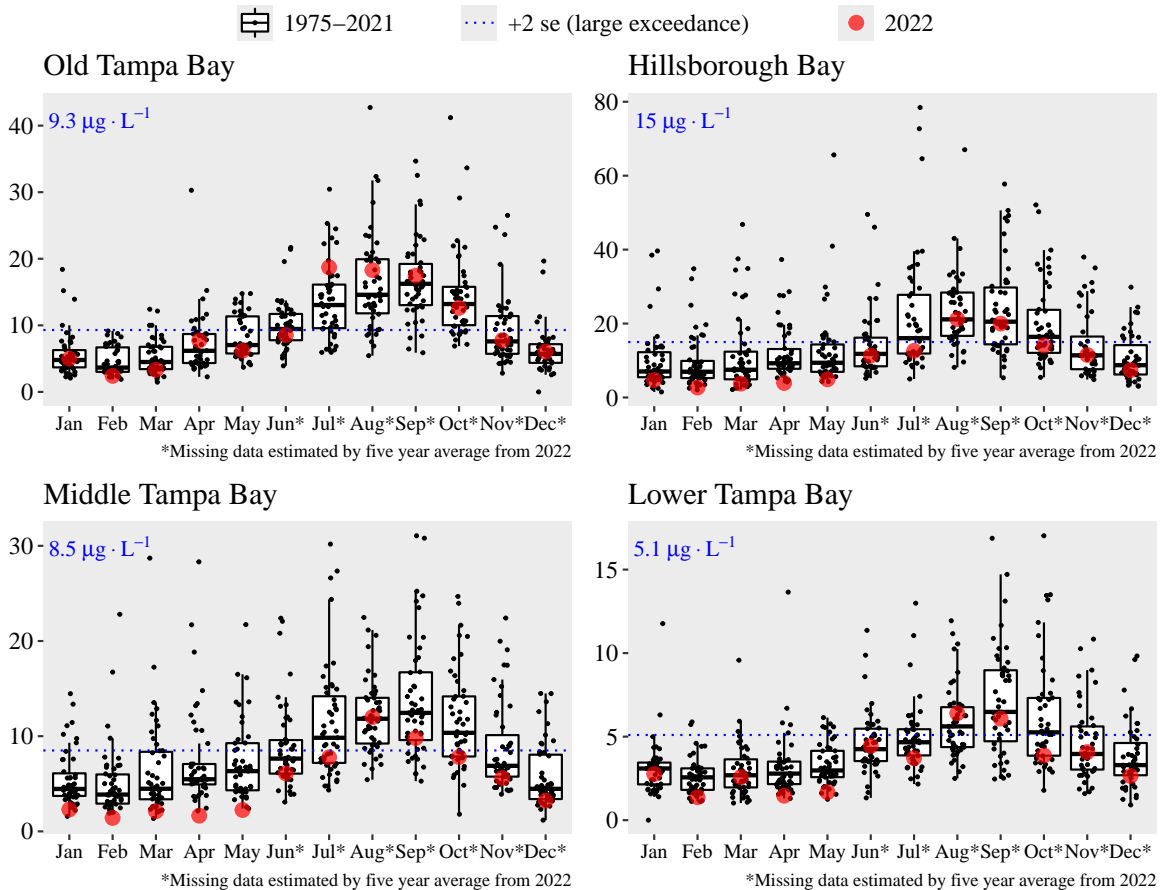 1975–2021 +2 se (large exceedance) 2022
Old Tampa Bay
9.3 μg · L⁻¹
40
30
20
10
0
Jan Feb Mar Apr May Jun* Jul* Aug* Sep* Oct* Nov* Dec*
*Missing data estimated by five year average from 2022
Hillsborough Bay
15 μg · L⁻¹
80
60
40
20
0
Jan Feb Mar Apr May Jun* Jul* Aug* Sep* Oct* Nov* Dec*
*Missing data estimated by five year average from 2022
Middle Tampa Bay
8.5 μg · L⁻¹
30
20
10
0
Jan Feb Mar Apr May Jun* Jul* Aug* Sep* Oct* Nov* Dec*
*Missing data estimated by five year average from 2022
Lower Tampa Bay
5.1 μg · L⁻¹
15
10
5
0
Jan Feb Mar Apr May Jun* Jul* Aug* Sep* Oct* Nov* Dec*
*Missing data estimated by five year average from 2022